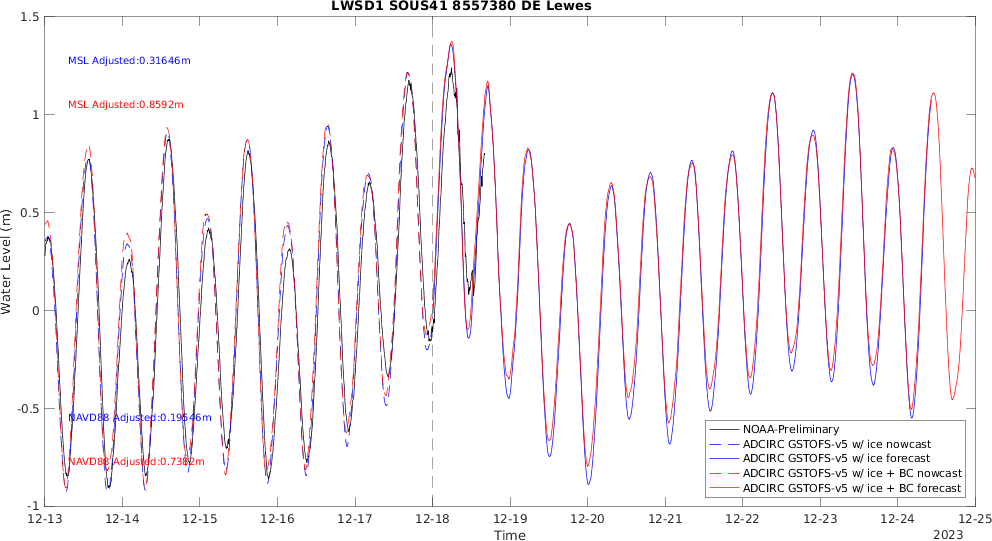 LWSD1 SOUS41 8557380 DE Lewes
1.5
1
0.5
0
-0.5
-1
Water Level (m)
MSL Adjusted:0.31646m
MSL Adjusted:0.8592m
NAVD88 Adjusted:0.19546m
NAVD88 Adjusted:0.7382m
NOAA-Preliminary
ADCIRC GSTOFS-v5 w/ ice nowcast
ADCIRC GSTOFS-v5 w/ ice forecast
ADCIRC GSTOFS-v5 w/ ice + BC nowcast
ADCIRC GSTOFS-v5 w/ ice + BC forecast
12-13 12-14 12-15 12-16 12-17 12-18 12-19 12-20 12-21 12-22 12-23 12-24 12-25
Time
2023